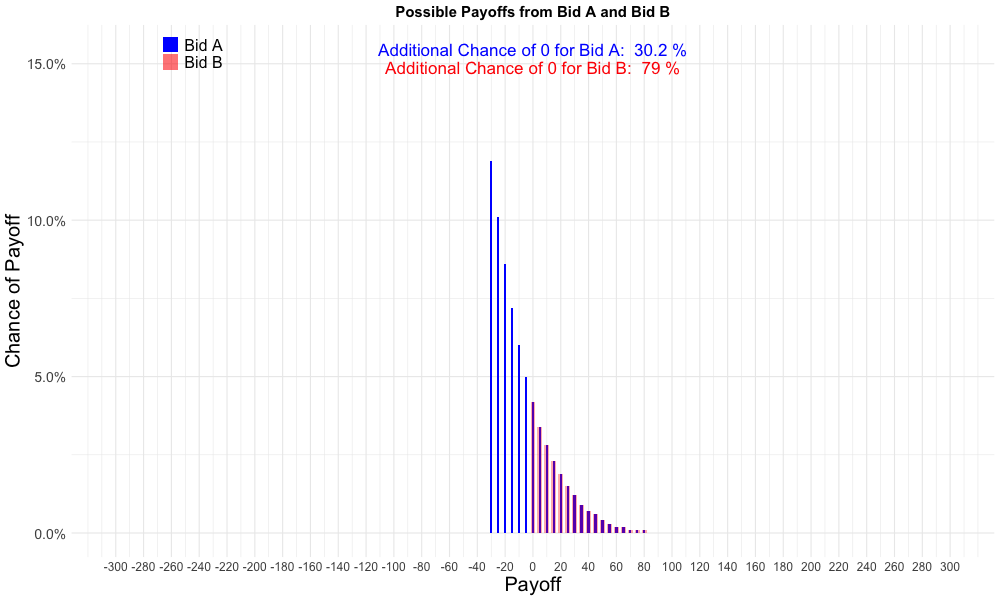 Possible Payoffs from Bid A and Bid B
Bid A
Bid B
Additional Chance of 0 for Bid A:  30.2 %
Additional Chance of 0 for Bid B:  79 %
Chance of Payoff
15.0%
10.0%
5.0%
0.0%
-300 -280 -260 -240 -220 -200 -180 -160 -140 -120 -100 -80 -60 -40 -20 0 20 40 60 80 100 120 140 160 180 200 220 240 260 280 300
Payoff